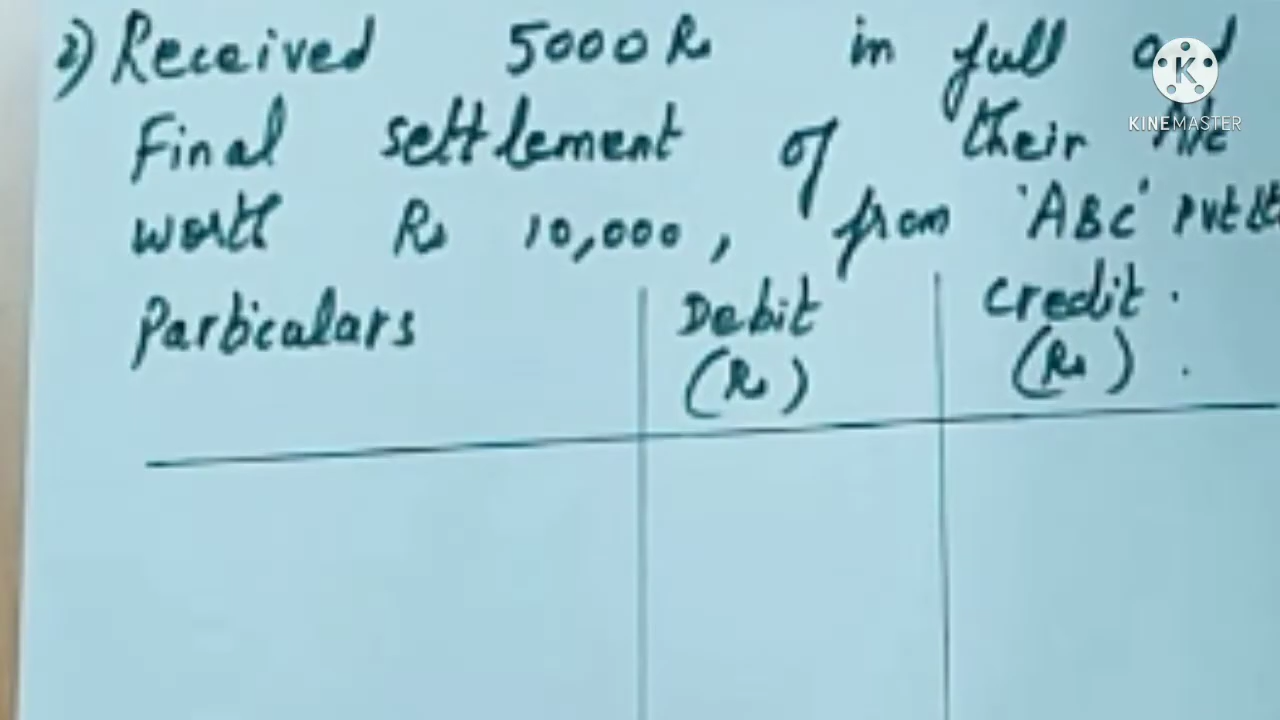 2) Received 5000 Rs in full and
Final settlement of their A/c
worth Rs 10,000, from 'ABC' Pvt Lt
Particulars Debit (Rs) Credit. (Rs).
K
KINEMASTER